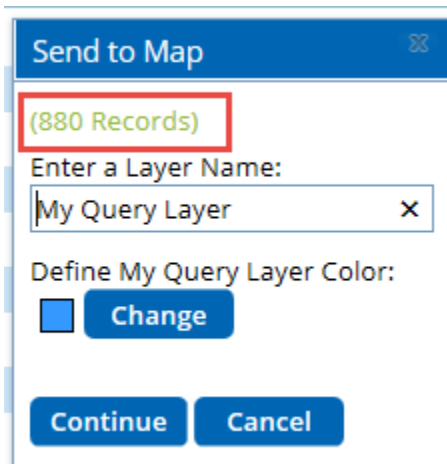 Send to Map
(880 Records)
Enter a Layer Name:
My Query Layer ×
Define My Query Layer Color:
Change
Continue Cancel